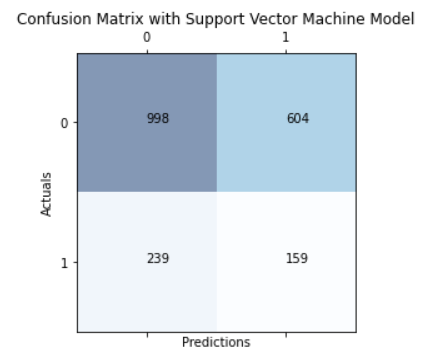 Confusion Matrix with Support Vector Machine Model
0 1
0 998 604
Actuals
1 239 159
Predictions